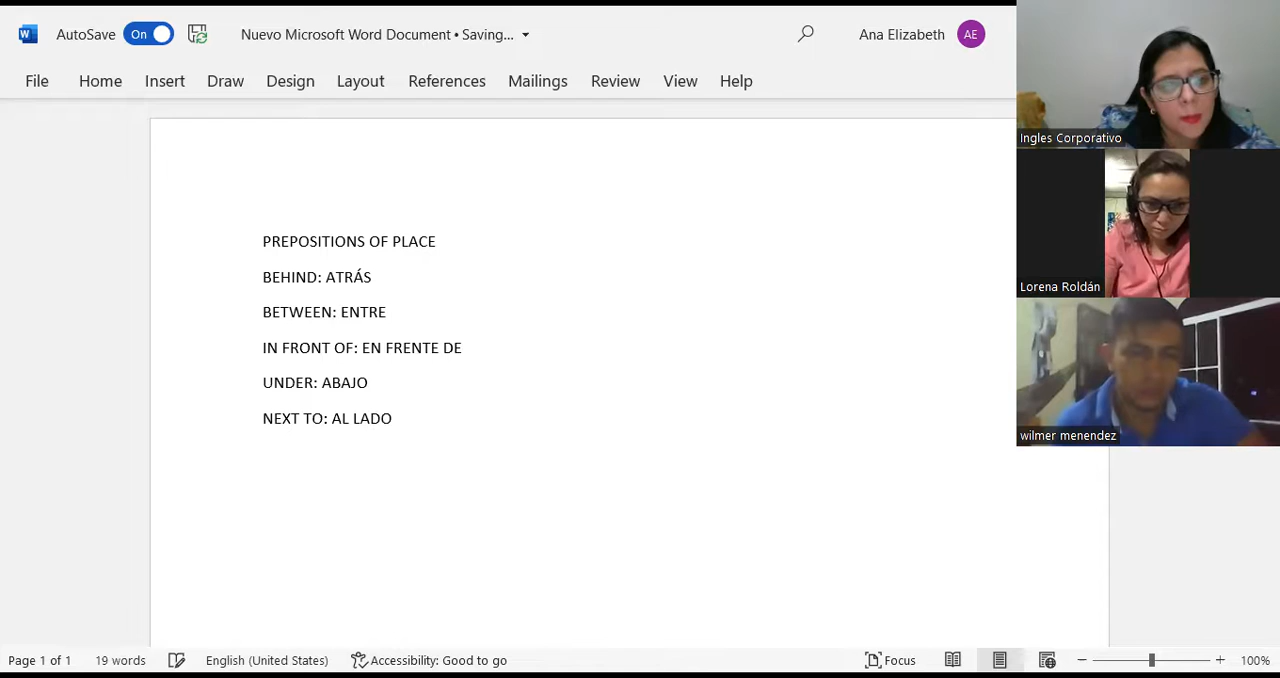 AutoSave On Nuevo Microsoft Word Document • Saving... Ana Elizabeth AE
File Home Insert Draw Design Layout References Mailings Review View Help
PREPOSITIONS OF PLACE
BEHIND: ATRÁS
BETWEEN: ENTRE
IN FRONT OF: EN FRENTE DE
UNDER: ABAJO
NEXT TO: AL LADO
Ingles Corporativo
Lorena Roldán
wilmer menendez
Page 1 of 1 19 words English (United States) Accessibility: Good to go Focus 100%